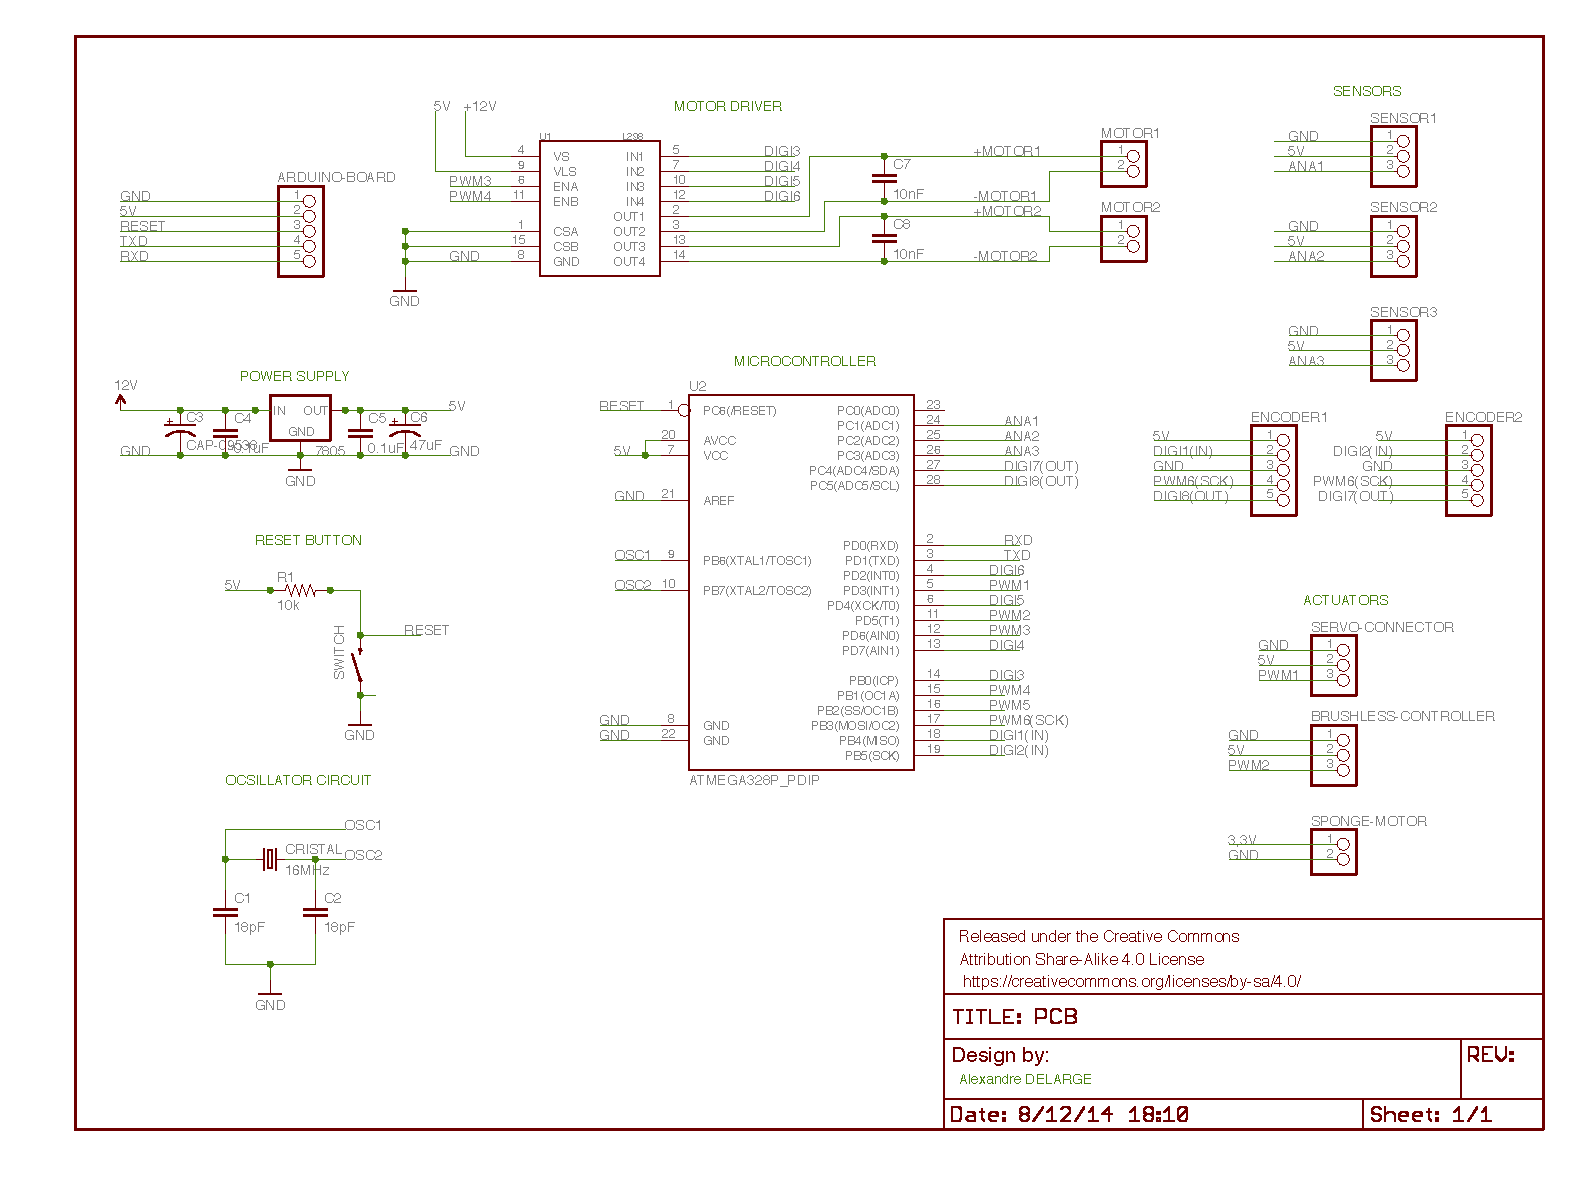 MOTOR DRIVER
5V +12V
U1 L298
4 VS IN1 5 DIGI3
9 VLS IN2 7 DIGI4
PWM3 6 ENA IN3 10 DIGI5
PWM4 11 ENB IN4 12 DIGI6
OUT1 2
1 CSA OUT2 3
15 CSB OUT3 13
GND 8 GND OUT4 14
GND
C7
10nF
C8
10nF
+MOTOR1
-MOTOR1
+MOTOR2
-MOTOR2
MOTOR1
1
2
MOTOR2
1
2
ARDUINO-BOARD
GND 1
5V 2
RESET 3
TXD 4
RXD 5
SENSORS
SENSOR1
GND 1
5V 2
ANA1 3
SENSOR2
GND 1
5V 2
ANA2 3
SENSOR3
GND 1
5V 2
ANA3 3
POWER SUPPLY
12V
C3 C4 IN OUT C5 C6 5V
+ +
GND
0.1uF 7805 0.1uF 47uF
GND GND
GND
MICROCONTROLLER
U2
RESET 1 PC6(/RESET) PC0(ADC0) 23
PC1(ADC1) 24 ANA1
20 AVCC PC2(ADC2) 25 ANA2
5V 7 VCC PC3(ADC3) 26 ANA3
PC4(ADC4/SDA) 27 DIGI7(OUT)
PC5(ADC5/SCL) 28 DIGI8(OUT)
GND 21 AREF
PD0(RXD) 2 RXD
OSC1 9 PB6(XTAL1/TOSC1) PD1(TXD) 3 TXD
PD2(INT0) 4 DIGI6
OSC2 10 PB7(XTAL2/TOSC2) PD3(INT1) 5 PWM1
PD4(XCK/T0) 6 DIGI5
PD5(T1) 11 PWM2
PD6(AIN0) 12 PWM3
PD7(AIN1) 13 DIGI4
PB0(ICP) 14 DIGI3
PB1(OC1A) 15 PWM4
PB2(SS/OC1B) 16 PWM5
GND 8 GND PB3(MOSI/OC2) 17 PWM6(SCK)
GND 22 GND PB4(MISO) 18 DIGI1(IN)
PB5(SCK) 19 DIGI2(IN)
ATMEGA328P_PDIP
ENCODER1
5V 1
DIGI1(IN) 2
GND 3
PWM6(SCK) 4
DIGI8(OUT) 5
ENCODER2
5V 1
DIGI2(IN) 2
GND 3
PWM6(SCK) 4
DIGI7(OUT) 5
RESET BUTTON
R1
5V
10k
RESET
SWITCH
GND
ACTUATORS
SERVO-CONNECTOR
GND 1
5V 2
PWM1 3
BRUSHLESS-CONTROLLER
GND 1
5V 2
PWM2 3
SPONGE-MOTOR
3,3V 1
GND 2
OCSILLATOR CIRCUIT
OSC1
CRISTAL OSC2
16MHz
C1 C2
18pF 18pF
GND
Released under the Creative Commons
Attribution Share-Alike 4.0 License
https://creativecommons.org/licenses/by-sa/4.0/
TITLE: PCB
Design by: REV:
Alexandre DELARGE
Date: 8/12/14 18:10 Sheet: 1/1